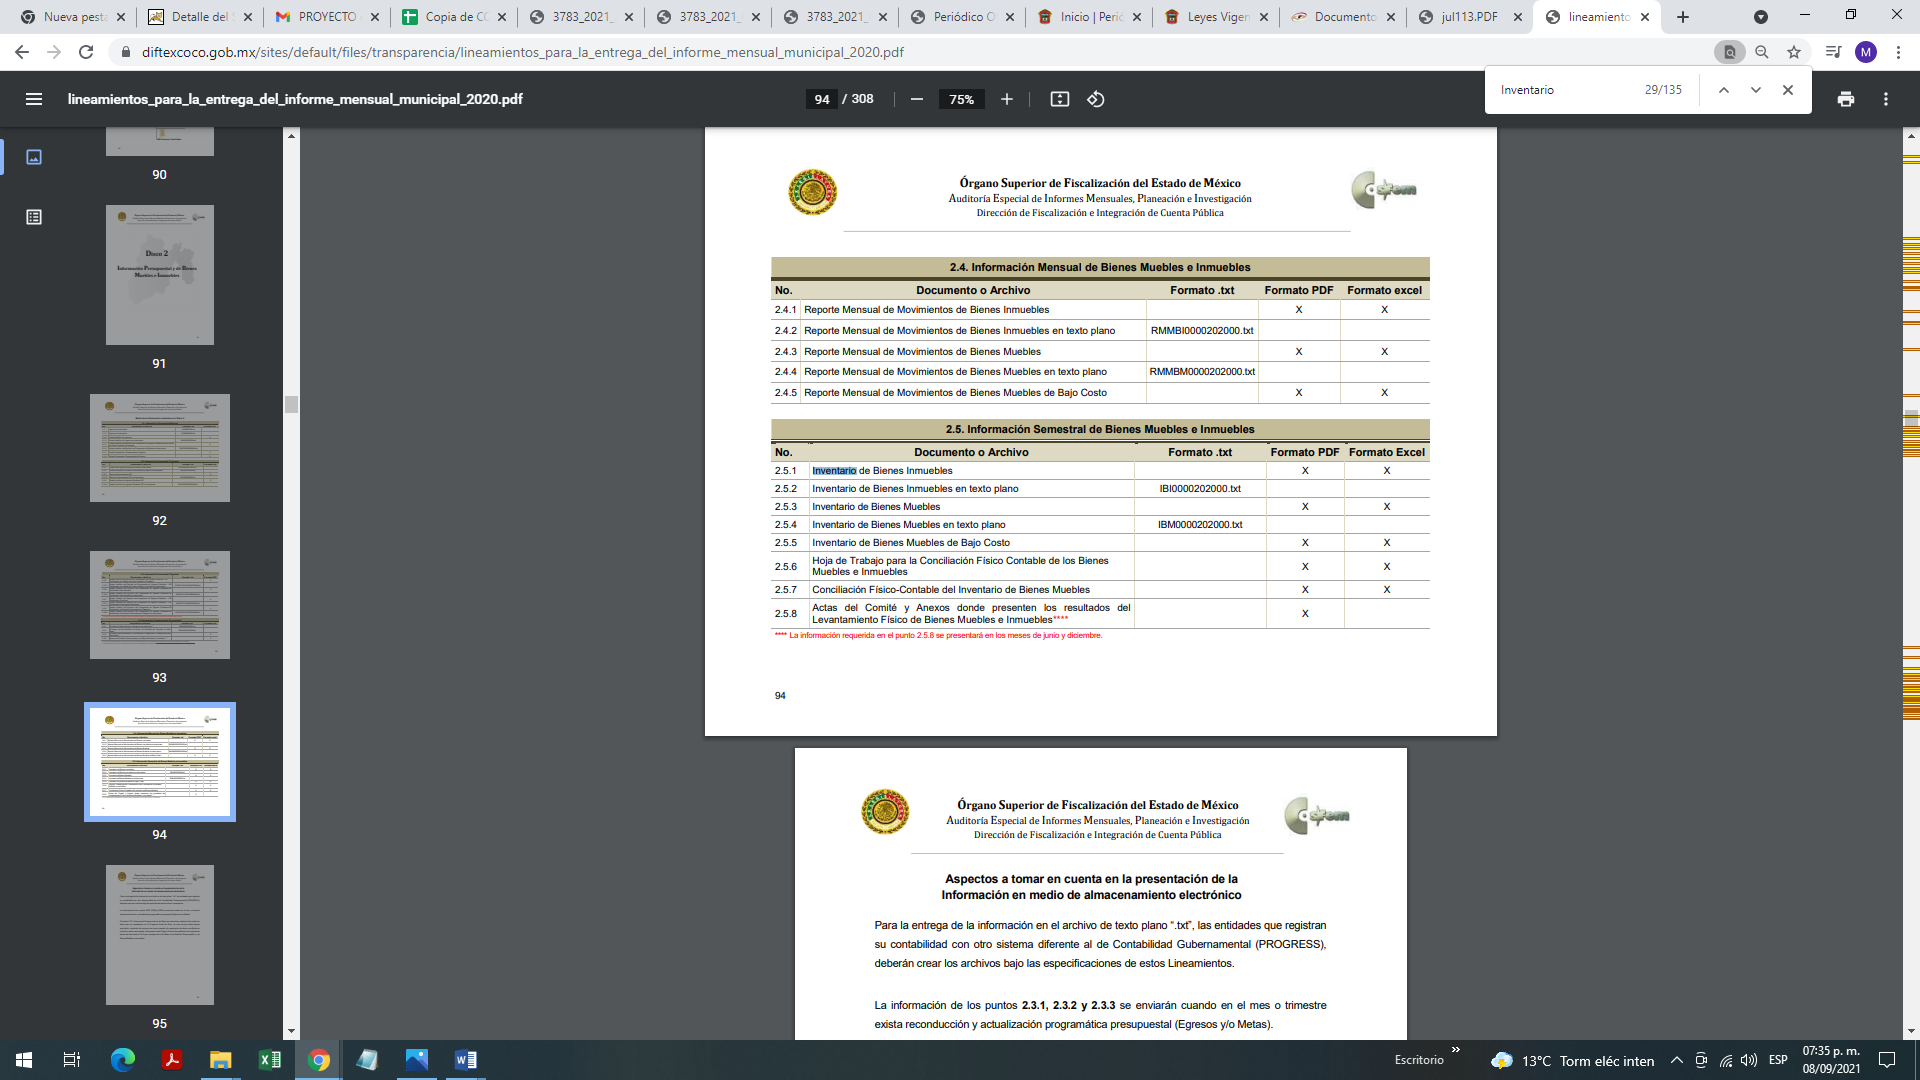 Nueva pesta
Detalle del S
PROYECTO
Copia de CO
3783_2021_
3783_2021_
3783_2021_
Periódico O
Inicio | Perió
Leyes Vigen
Documento
jul113.PDF
lineamiento
diftexcoco.gob.mx/sites/default/files/transparencia/lineamientos_para_la_entrega_del_informe_mensual_municipal_2020.pdf
M
lineamientos_para_la_entrega_del_informe_mensual_municipal_2020.pdf
94 / 308
75%
Inventario 29/135
90
Disco 2
Información Presupuestal y de Bienes
Muebles e Inmuebles
91
92
93
94
95
Órgano Superior de Fiscalización del Estado de México
Auditoría Especial de Informes Mensuales, Planeación e Investigación
Dirección de Fiscalización e Integración de Cuenta Pública
osfem
2.4. Información Mensual de Bienes Muebles e Inmuebles
No. Documento o Archivo Formato .txt Formato PDF Formato excel
2.4.1 Reporte Mensual de Movimientos de Bienes Inmuebles X X
2.4.2 Reporte Mensual de Movimientos de Bienes Inmuebles en texto plano RMMBI0000202000.txt
2.4.3 Reporte Mensual de Movimientos de Bienes Muebles X X
2.4.4 Reporte Mensual de Movimientos de Bienes Muebles en texto plano RMMBM0000202000.txt
2.4.5 Reporte Mensual de Movimientos de Bienes Muebles de Bajo Costo X X
2.5. Información Semestral de Bienes Muebles e Inmuebles
No. Documento o Archivo Formato .txt Formato PDF Formato Excel
2.5.1 Inventario de Bienes Inmuebles X X
2.5.2 Inventario de Bienes Inmuebles en texto plano IBI0000202000.txt
2.5.3 Inventario de Bienes Muebles X X
2.5.4 Inventario de Bienes Muebles en texto plano IBM0000202000.txt
2.5.5 Inventario de Bienes Muebles de Bajo Costo X X
2.5.6 Hoja de Trabajo para la Conciliación Físico Contable de los Bienes
Muebles e Inmuebles X X
2.5.7 Conciliación Físico-Contable del Inventario de Bienes Muebles X X
2.5.8 Actas del Comité y Anexos donde presenten los resultados del
Levantamiento Físico de Bienes Muebles e Inmuebles**** X
**** La información requerida en el punto 2.5.8 se presentará en los meses de junio y diciembre.
94
Órgano Superior de Fiscalización del Estado de México
Auditoría Especial de Informes Mensuales, Planeación e Investigación
Dirección de Fiscalización e Integración de Cuenta Pública
osfem
Aspectos a tomar en cuenta en la presentación de la
Información en medio de almacenamiento electrónico
Para la entrega de la información en el archivo de texto plano “.txt”, las entidades que registran
su contabilidad con otro sistema diferente al de Contabilidad Gubernamental (PROGRESS),
deberán crear los archivos bajo las especificaciones de estos Lineamientos.
La información de los puntos 2.3.1, 2.3.2 y 2.3.3 se enviarán cuando en el mes o trimestre
exista reconducción y actualización programática presupuestal (Egresos y/o Metas).
Escritorio
13°C Torm eléc inten
ESP
07:35 p. m.
08/09/2021